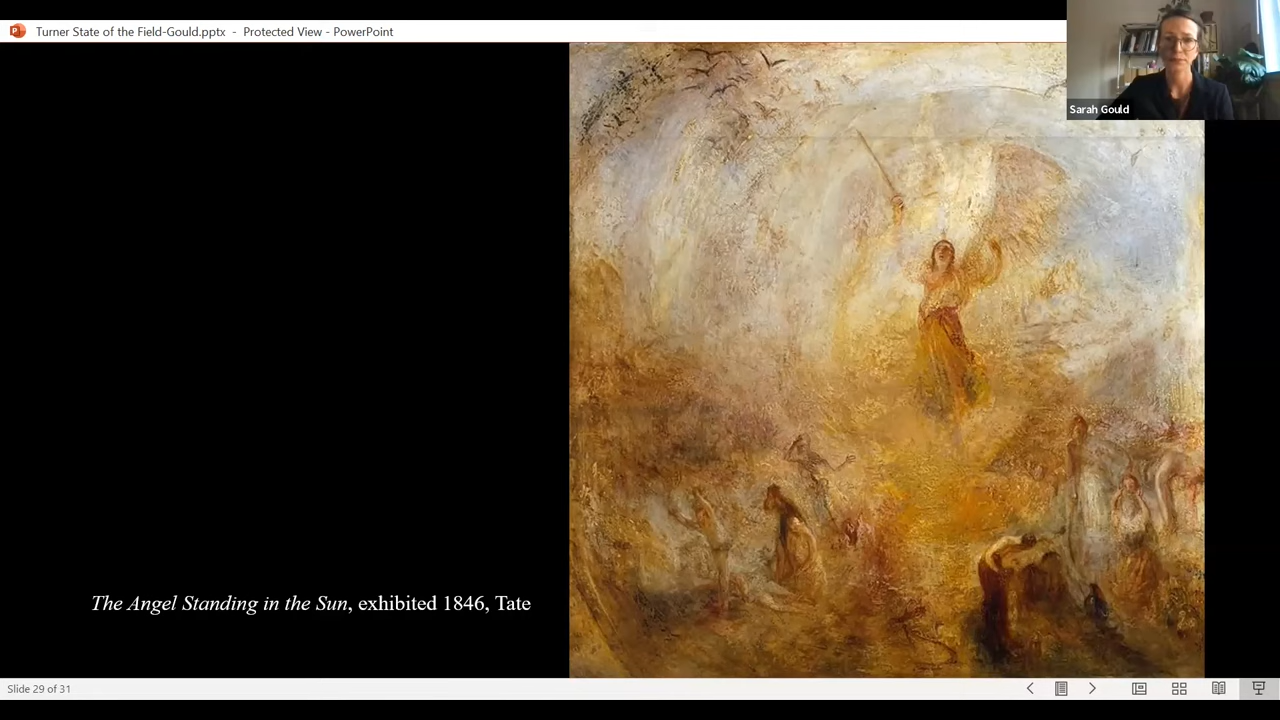 Turner State of the Field-Gould.pptx - Protected View - PowerPoint
Sarah Gould
The Angel Standing in the Sun, exhibited 1846, Tate
Slide 29 of 31